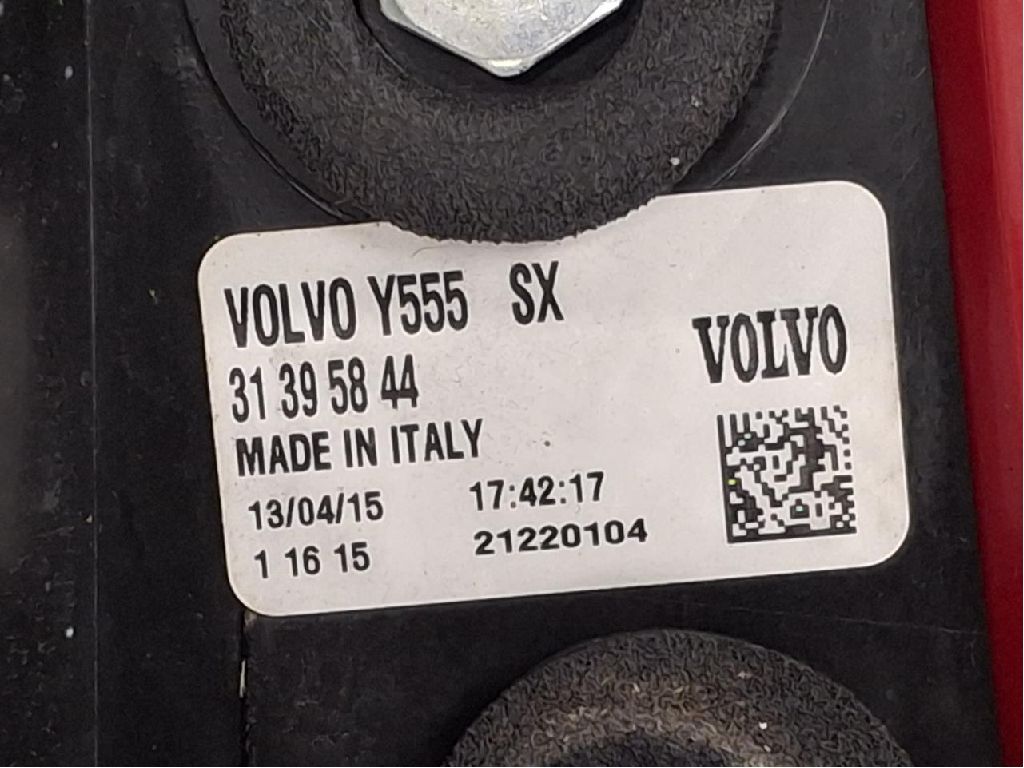 VOLVO Y555 SX
31 39 58 44
VOLVO
MADE IN ITALY
13/04/15 17:42:17
1 16 15 21220104